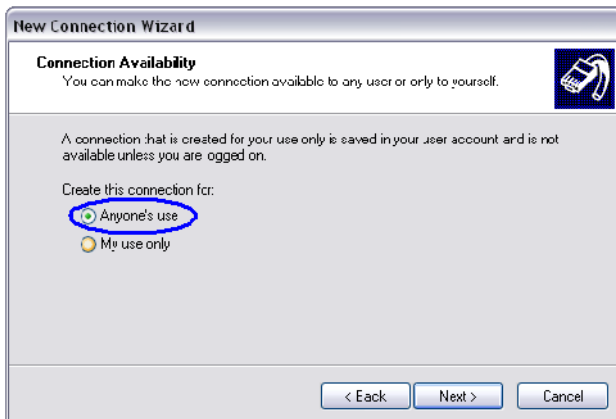 New Connection Wizard
Connection Availability
You can make the new connection available to any user or only to yourself.
A connection that is created for your use only is saved in your user account and is not
available unless you are logged on.
Create this connection for:
Anyone's use
My use only
< Back
Next >
Cancel